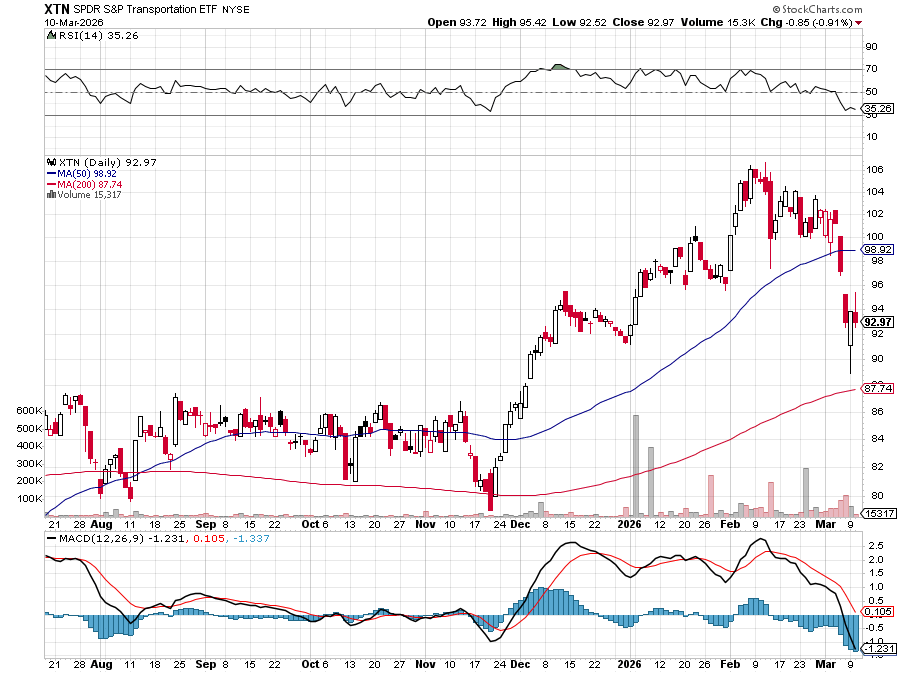 XTN SPDR S&P Transportation ETF NYSE
© StockCharts.com
10-Mar-2026
Open 93.72 High 95.42 Low 92.52 Close 92.97 Volume 15.3K Chg -0.85 (-0.91%)
RSI(14) 35.26
90
70
50
35.26
30
10
XTN (Daily) 92.97
MA(50) 98.92
MA(200) 87.74
Volume 15,317
106
104
102
100
98.92
98
96
94
92.97
92
90
88
87.74
86
84
82
80
600K
500K
400K
300K
200K
100K
15317
21 28 Aug 11 18 25 Sep 8 15 22 Oct 6 13 20 27 Nov 10 17 24 Dec 8 15 22 2026 12 20 26 Feb 9 17 23 Mar 9
MACD(12,26,9) -1.231, 0.105, -1.337
2.5
2.0
1.5
1.0
0.5
0.105
-0.5
-1.0
-1.231
21 28 Aug 11 18 25 Sep 8 15 22 Oct 6 13 20 27 Nov 10 17 24 Dec 8 15 22 2026 12 20 26 Feb 9 17 23 Mar 9